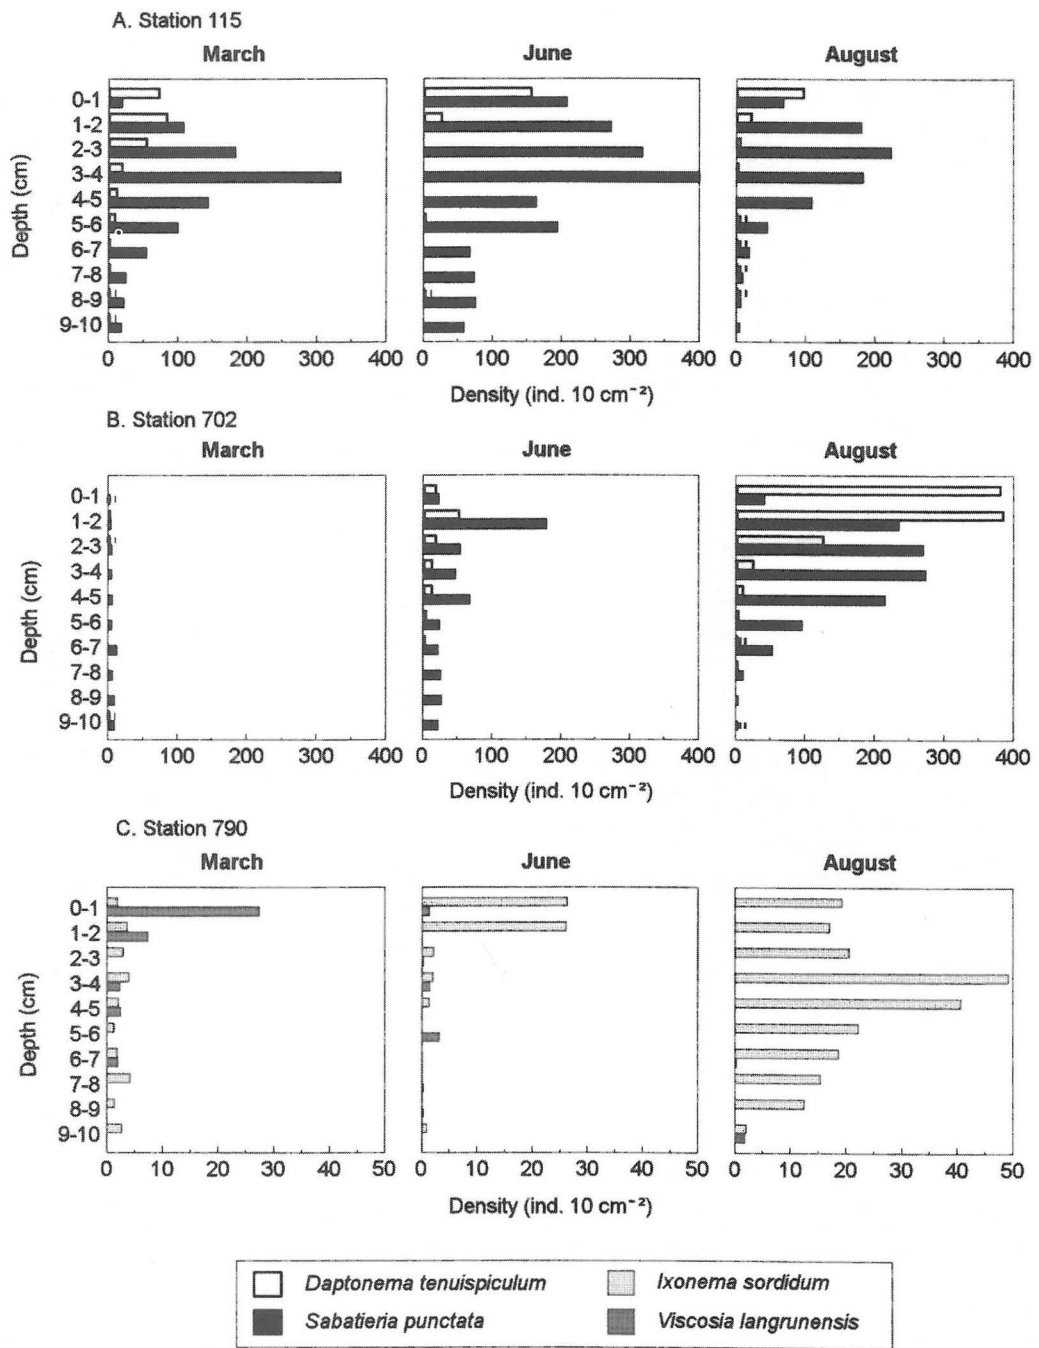 A. Station 115
March June August
Depth (cm)
0-1
1-2
2-3
3-4
4-5
5-6
6-7
7-8
8-9
9-10
0 100 200 300 400 0 100 200 300 400 0 100 200 300 400
Density (ind. 10 cm⁻²)
B. Station 702
March June August
Depth (cm)
0-1
1-2
2-3
3-4
4-5
5-6
6-7
7-8
8-9
9-10
0 100 200 300 400 0 100 200 300 400 0 100 200 300 400
Density (ind. 10 cm⁻²)
C. Station 790
March June August
Depth (cm)
0-1
1-2
2-3
3-4
4-5
5-6
6-7
7-8
8-9
9-10
0 10 20 30 40 50 0 10 20 30 40 50 0 10 20 30 40 50
Density (ind. 10 cm⁻²)
Daptonema tenuispiculum Ixonema sordidum
Sabatieria punctata Viscosia langrunensis